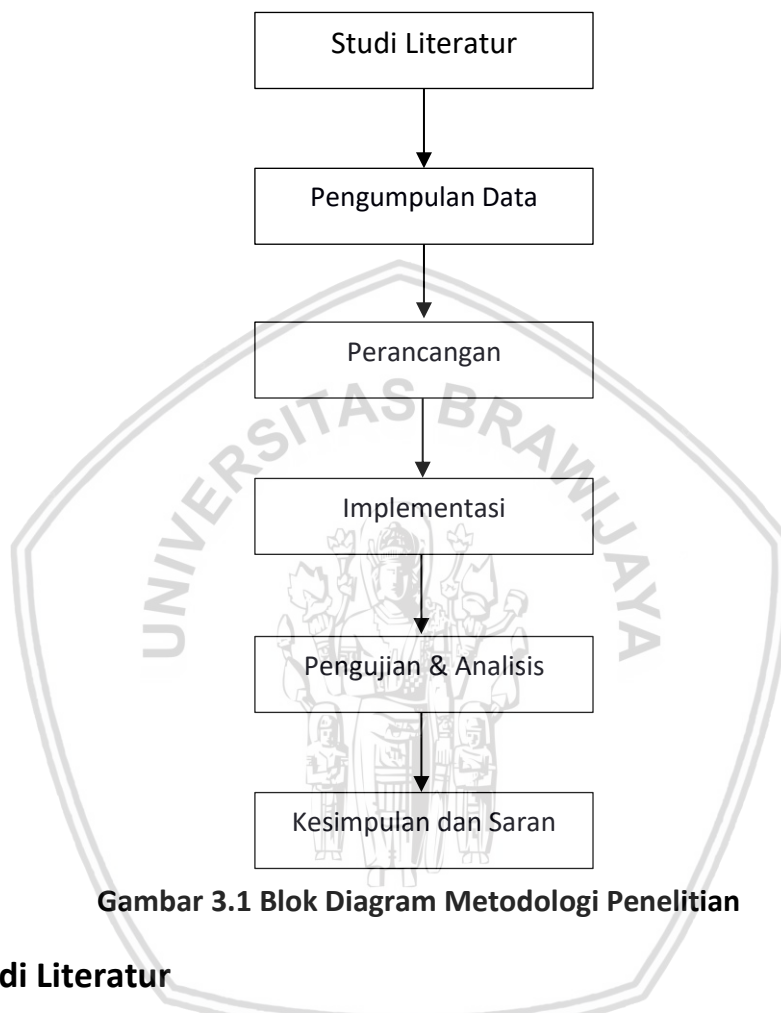 Studi Literatur
Pengumpulan Data
Perancangan
UNIVERSITAS BRAWIJAYA
Implementasi
Pengujian & Analisis
Kesimpulan dan Saran
Gambar 3.1 Blok Diagram Metodologi Penelitian
di Literatur